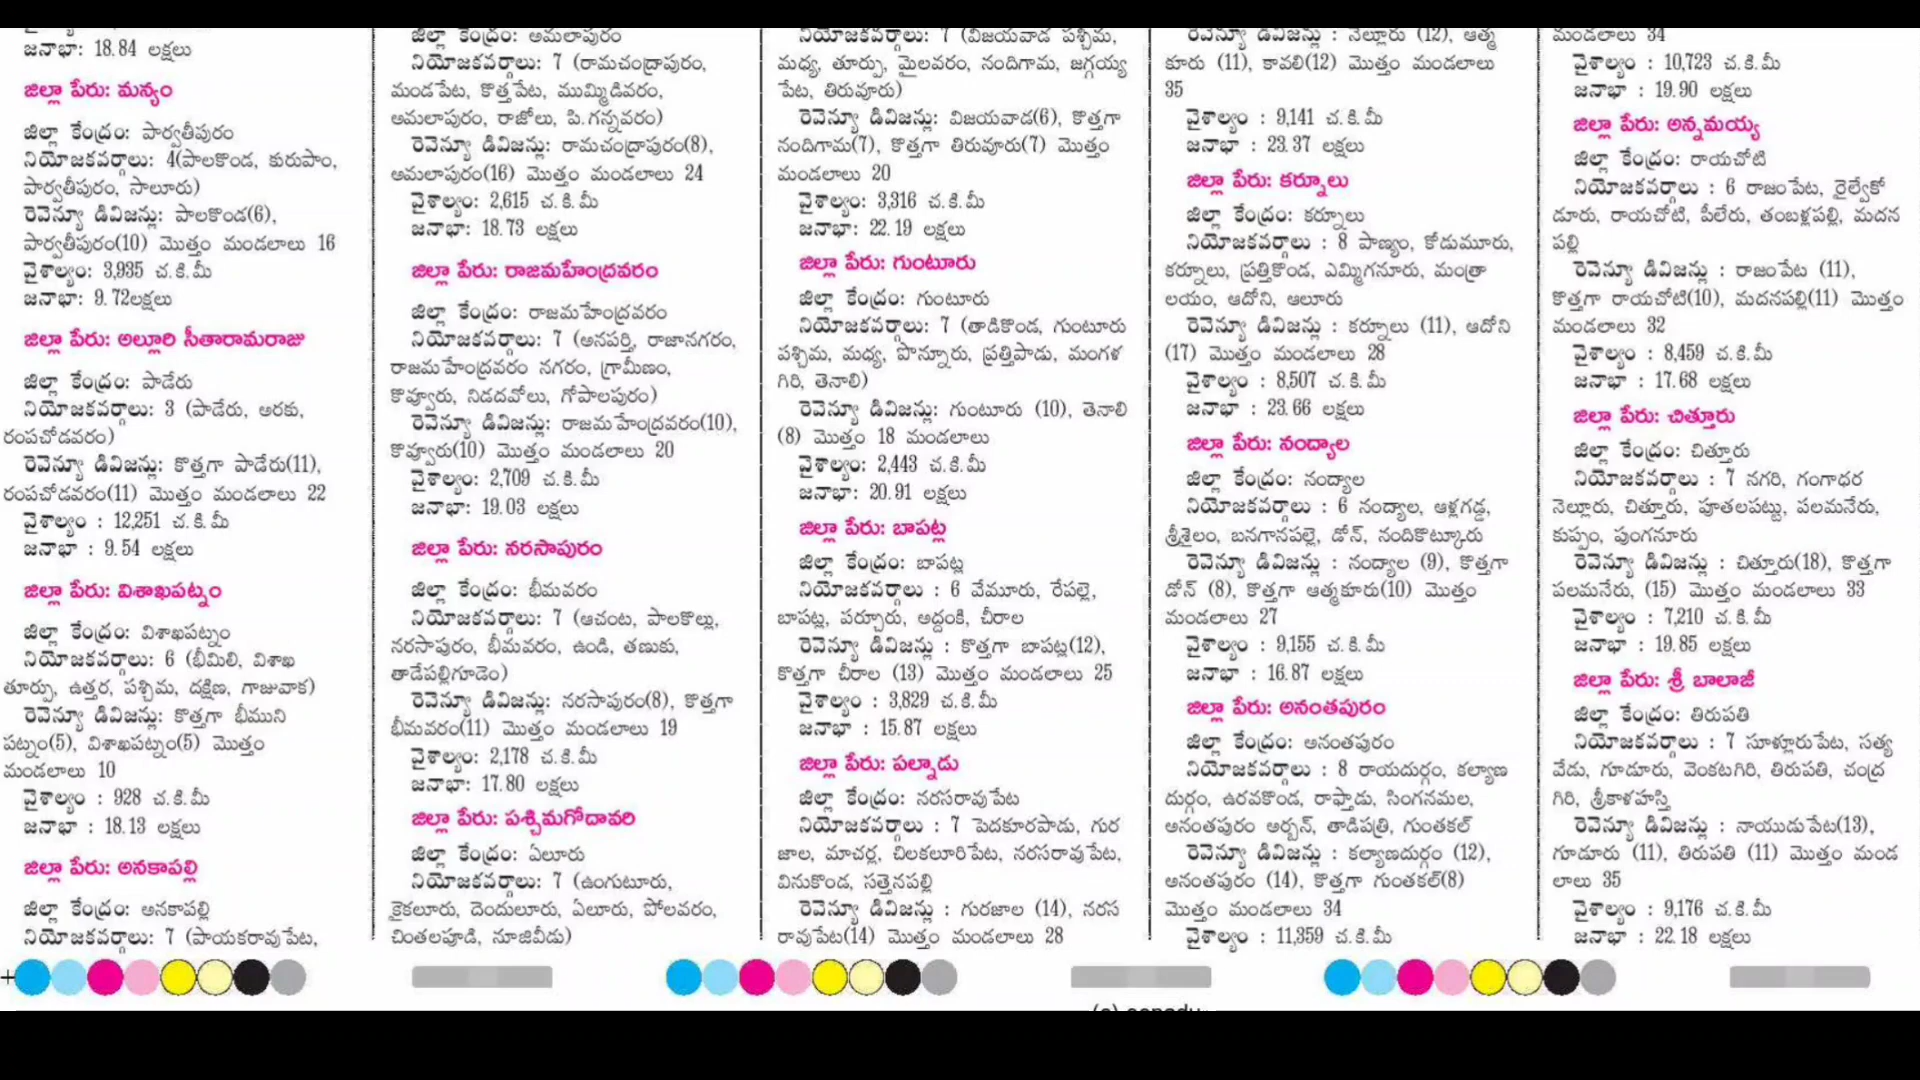 జనాభా: 18.84 లక్షలు
జిల్లా పేరు: మన్యం
జిల్లా కేంద్రం: పార్వతీపురం
నియోజకవర్గాలు: 4(పాలకొండ, కురుపాం,
పార్వతీపురం, సాలూరు)
రెవెన్యూ డివిజన్లు: పాలకొండ(6),
పార్వతీపురం(10) మొత్తం మండలాలు 16
వైశాల్యం: 3,935 చ.కి.మీ
జనాభా: 9.72లక్షలు
జిల్లా పేరు: అల్లూరి సీతారామరాజు
జిల్లా కేంద్రం: పాడేరు
నియోజకవర్గాలు: 3 (పాడేరు, అరకు,
రంపచోడవరం)
రెవెన్యూ డివిజన్లు: కొత్తగా పాడేరు(11),
రంపచోడవరం(11) మొత్తం మండలాలు 22
వైశాల్యం : 12,251 చ.కి.మీ
జనాభా : 9.54 లక్షలు
జిల్లా పేరు: విశాఖపట్నం
జిల్లా కేంద్రం: విశాఖపట్నం
నియోజకవర్గాలు: 6 (భీమిలి, విశాఖ
తూర్పు, ఉత్తర, పశ్చిమ, దక్షిణ, గాజువాక)
రెవెన్యూ డివిజన్లు: కొత్తగా భీముని
పట్నం(5), విశాఖపట్నం(5) మొత్తం
మండలాలు 10
వైశాల్యం : 928 చ.కి.మీ
జనాభా : 18.13 లక్షలు
జిల్లా పేరు: అనకాపల్లి
జిల్లా కేంద్రం: అనకాపల్లి
నియోజకవర్గాలు: 7 (పాయకరావుపేట,
జిల్లా కేంద్రం: అమలాపురం
నియోజకవర్గాలు: 7 (రామచంద్రాపురం,
మండపేట, కొత్తపేట, ముమ్మిడివరం,
అమలాపురం, రాజోలు, పి.గన్నవరం)
రెవెన్యూ డివిజన్లు: రామచంద్రాపురం(8),
అమలాపురం(16) మొత్తం మండలాలు 24
వైశాల్యం: 2,615 చ.కి.మీ
జనాభా: 18.73 లక్షలు
జిల్లా పేరు: రాజమహేంద్రవరం
జిల్లా కేంద్రం: రాజమహేంద్రవరం
నియోజకవర్గాలు: 7 (అనపర్తి, రాజానగరం,
రాజమహేంద్రవరం నగరం, గ్రామీణం,
కొవ్వూరు, నిడదవోలు, గోపాలపురం)
రెవెన్యూ డివిజన్లు: రాజమహేంద్రవరం(10),
కొవ్వూరు(10) మొత్తం మండలాలు 20
వైశాల్యం: 2,709 చ.కి.మీ
జనాభా: 19.03 లక్షలు
జిల్లా పేరు: నరసాపురం
జిల్లా కేంద్రం: భీమవరం
నియోజకవర్గాలు: 7 (ఆచంట, పాలకొల్లు,
నరసాపురం, భీమవరం, ఉండి, తణుకు,
తాడేపల్లిగూడెం)
రెవెన్యూ డివిజన్లు: నరసాపురం(8), కొత్తగా
భీమవరం(11) మొత్తం మండలాలు 19
వైశాల్యం: 2,178 చ.కి.మీ
జనాభా: 17.80 లక్షలు
జిల్లా పేరు: పశ్చిమగోదావరి
జిల్లా కేంద్రం: ఏలూరు
నియోజకవర్గాలు: 7 (ఉంగుటూరు,
కైకలూరు, దెందులూరు, ఏలూరు, పోలవరం,
చింతలపూడి, నూజివీడు)
నియోజకవర్గాలు: 7 (విజయవాడ పశ్చిమ,
మధ్య, తూర్పు, మైలవరం, నందిగామ, జగ్గయ్య
పేట, తిరువూరు)
రెవెన్యూ డివిజన్లు: విజయవాడ(6), కొత్తగా
నందిగామ(7), కొత్తగా తిరువూరు(7) మొత్తం
మండలాలు 20
వైశాల్యం: 3,316 చ.కి.మీ
జనాభా: 22.19 లక్షలు
జిల్లా పేరు: గుంటూరు
జిల్లా కేంద్రం: గుంటూరు
నియోజకవర్గాలు: 7 (తాడికొండ, గుంటూరు
పశ్చిమ, మధ్య, పొన్నూరు, ప్రత్తిపాడు, మంగళ
గిరి, తెనాలి)
రెవెన్యూ డివిజన్లు: గుంటూరు (10), తెనాలి
(8) మొత్తం 18 మండలాలు
వైశాల్యం: 2,443 చ.కి.మీ
జనాభా: 20.91 లక్షలు
జిల్లా పేరు: బాపట్ల
జిల్లా కేంద్రం: బాపట్ల
నియోజకవర్గాలు : 6 వేమూరు, రేపల్లె,
బాపట్ల, పర్చూరు, అద్దంకి, చీరాల
రెవెన్యూ డివిజన్లు : కొత్తగా బాపట్ల(12),
కొత్తగా చీరాల (13) మొత్తం మండలాలు 25
వైశాల్యం : 3,829 చ.కి.మీ
జనాభా : 15.87 లక్షలు
జిల్లా పేరు: పల్నాడు
జిల్లా కేంద్రం: నరసరావుపేట
నియోజకవర్గాలు : 7 పెదకూరపాడు, గుర
జాల, మాచర్ల, చిలకలూరిపేట, నరసరావుపేట,
వినుకొండ, సత్తెనపల్లి
రెవెన్యూ డివిజన్లు : గురజాల (14), నరస
రావుపేట(14) మొత్తం మండలాలు 28
రెవెన్యూ డివిజన్లు : నెల్లూరు (12), ఆత్మ
కూరు (11), కావలి(12) మొత్తం మండలాలు
35
వైశాల్యం : 9,141 చ.కి.మీ
జనాభా : 23.37 లక్షలు
జిల్లా పేరు: కర్నూలు
జిల్లా కేంద్రం: కర్నూలు
నియోజకవర్గాలు : 8 పాణ్యం, కోడుమూరు,
కర్నూలు, ప్రత్తికొండ, ఎమ్మిగనూరు, మంత్రా
లయం, ఆదోని, ఆలూరు
రెవెన్యూ డివిజన్లు : కర్నూలు (11), ఆదోని
(17) మొత్తం మండలాలు 28
వైశాల్యం : 8,507 చ.కి.మీ
జనాభా : 23.66 లక్షలు
జిల్లా పేరు: నంద్యాల
జిల్లా కేంద్రం: నంద్యాల
నియోజకవర్గాలు : 6 నంద్యాల, ఆళ్లగడ్డ,
శ్రీశైలం, బనగానపల్లె, డోన్, నందికొట్కూరు
రెవెన్యూ డివిజన్లు : నంద్యాల (9), కొత్తగా
డోన్ (8), కొత్తగా ఆత్మకూరు(10) మొత్తం
మండలాలు 27
వైశాల్యం : 9,155 చ.కి.మీ
జనాభా : 16.87 లక్షలు
జిల్లా పేరు: అనంతపురం
జిల్లా కేంద్రం: అనంతపురం
నియోజకవర్గాలు : 8 రాయదుర్గం, కల్యాణ
దుర్గం, ఉరవకొండ, రాప్తాడు, సింగనమల,
అనంతపురం అర్బన్, తాడిపత్రి, గుంతకల్
రెవెన్యూ డివిజన్లు : కల్యాణదుర్గం (12),
అనంతపురం (14), కొత్తగా గుంతకల్(8)
మొత్తం మండలాలు 34
వైశాల్యం : 11,359 చ.కి.మీ
మండలాలు 34
వైశాల్యం : 10,723 చ.కి.మీ
జనాభా : 19.90 లక్షలు
జిల్లా పేరు: అన్నమయ్య
జిల్లా కేంద్రం: రాయచోటి
నియోజకవర్గాలు : 6 రాజంపేట, రైల్వేకో
డూరు, రాయచోటి, పీలేరు, తంబళ్లపల్లి, మదన
పల్లి
రెవెన్యూ డివిజన్లు : రాజంపేట (11),
కొత్తగా రాయచోటి(10), మదనపల్లి(11) మొత్తం
మండలాలు 32
వైశాల్యం : 8,459 చ.కి.మీ
జనాభా : 17.68 లక్షలు
జిల్లా పేరు: చిత్తూరు
జిల్లా కేంద్రం: చిత్తూరు
నియోజకవర్గాలు : 7 నగరి, గంగాధర
నెల్లూరు, చిత్తూరు, పూతలపట్టు, పలమనేరు,
కుప్పం, పుంగనూరు
రెవెన్యూ డివిజన్లు : చిత్తూరు(18), కొత్తగా
పలమనేరు, (15) మొత్తం మండలాలు 33
వైశాల్యం : 7,210 చ.కి.మీ
జనాభా : 19.85 లక్షలు
జిల్లా పేరు: శ్రీ బాలాజీ
జిల్లా కేంద్రం: తిరుపతి
నియోజకవర్గాలు : 7 సూళ్లూరుపేట, సత్య
వేడు, గూడూరు, వెంకటగిరి, తిరుపతి, చంద్ర
గిరి, శ్రీకాళహస్తి
రెవెన్యూ డివిజన్లు : నాయుడుపేట(13),
గూడూరు (11), తిరుపతి (11) మొత్తం మండ
లాలు 35
వైశాల్యం : 9,176 చ.కి.మీ
జనాభా : 22.18 లక్షలు